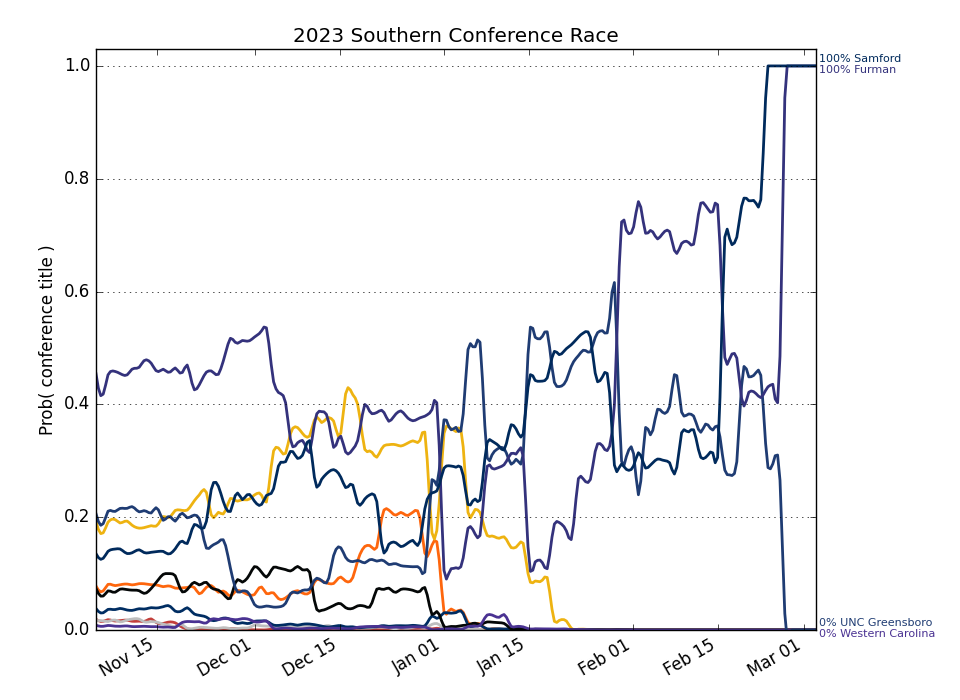 2023 Southern Conference Race
1.0
0.8
0.6
0.4
0.2
0.0
Prob( conference title )
100% Samford
100% Furman
0% UNC Greensboro
0% Western Carolina
Nov 15
Dec 01
Dec 15
Jan 01
Jan 15
Feb 01
Feb 15
Mar 01